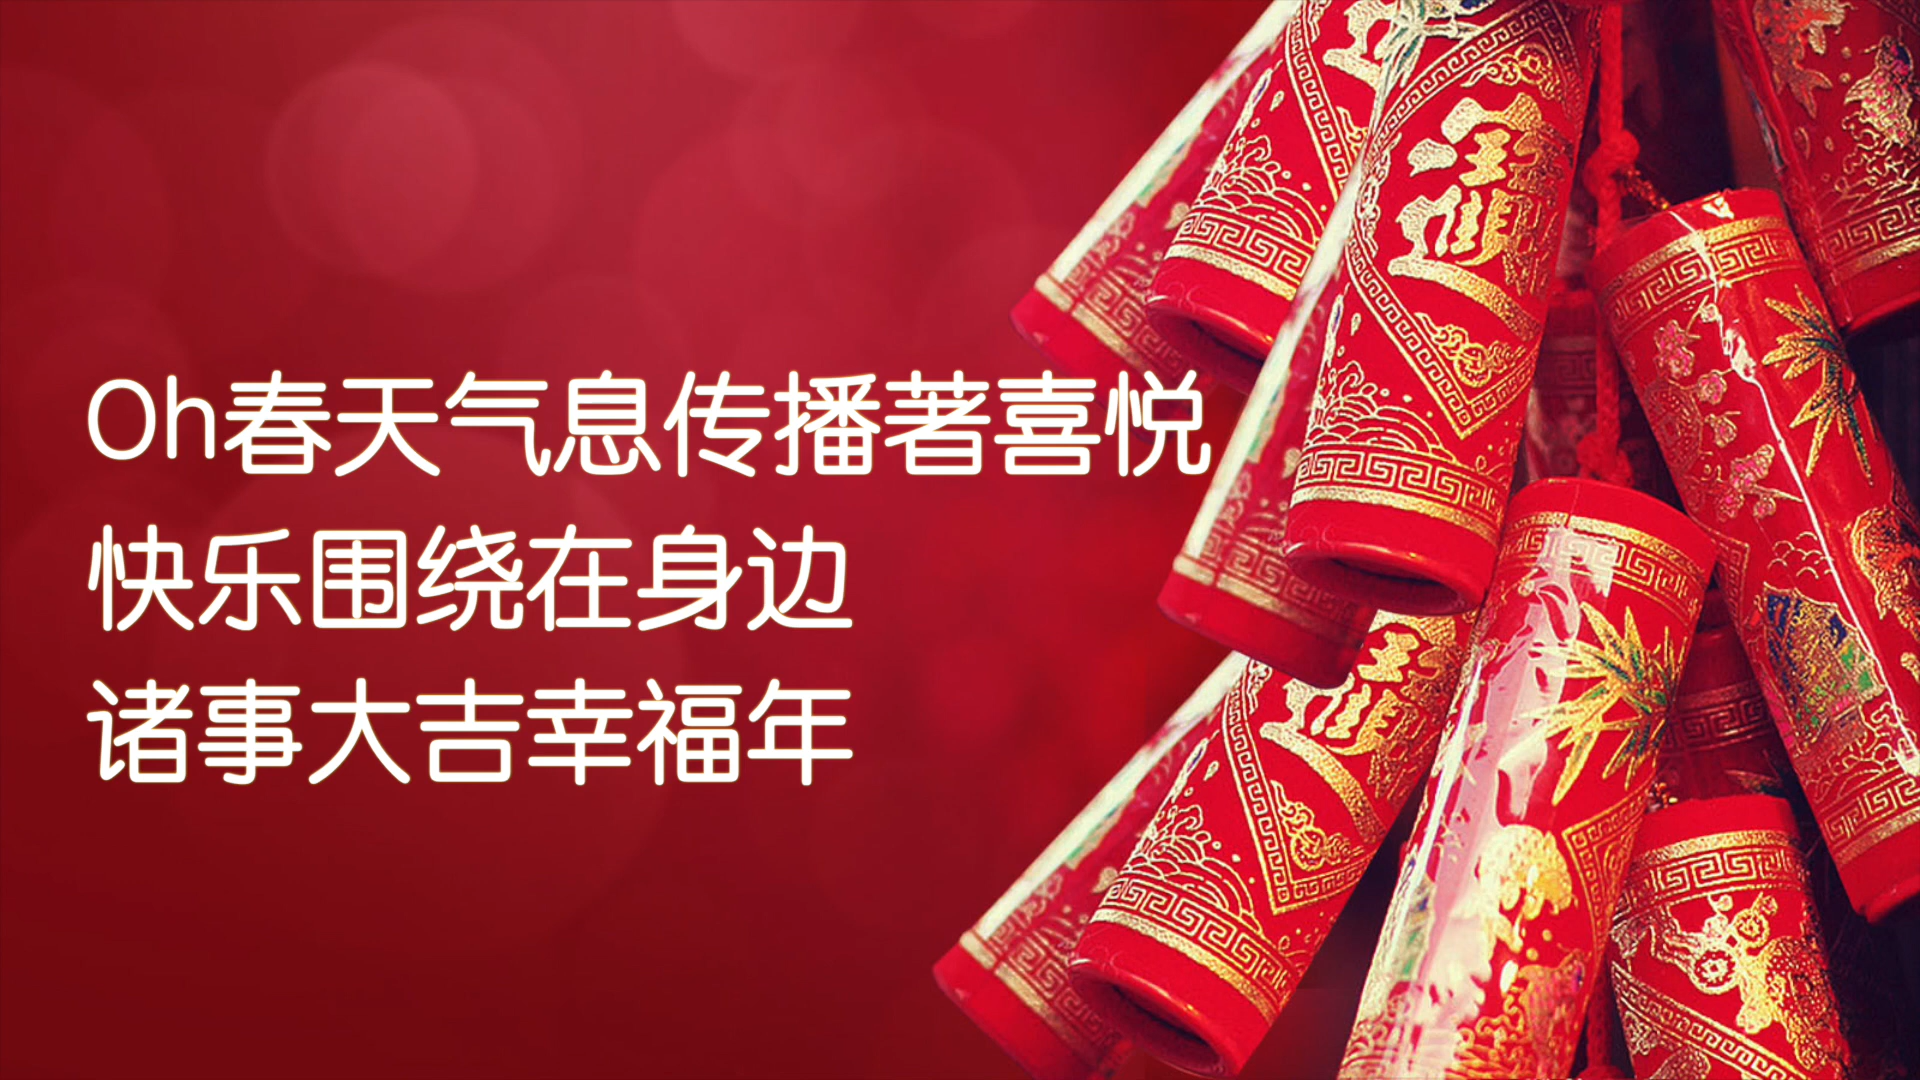 Oh春天气息传播著喜悦
快乐围绕在身边
诸事大吉幸福年